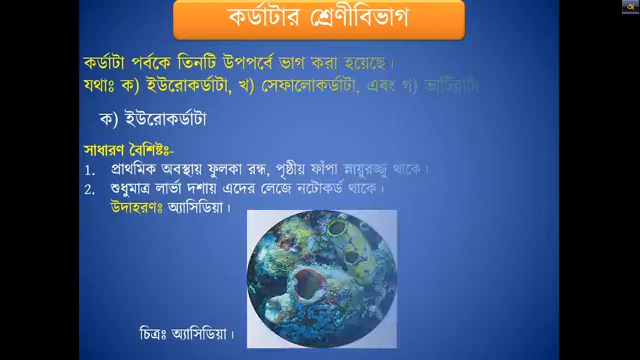 কর্ডাটার শ্রেণীবিভাগ
কর্ডাটা পর্বকে তিনটি উপপর্বে ভাগ করা হয়েছে।
যথাঃ ক) ইউরোকর্ডাটা, খ) সেফালোকর্ডাটা, এবং গ) ভার্টিব্রাটা
ক) ইউরোকর্ডাটা
সাধারণ বৈশিষ্টঃ-
1. প্রাথমিক অবস্থায় ফুলকা রন্ধ্র, পৃষ্ঠীয় ফাঁপা স্নায়ুরজ্জু থাকে।
2. শুধুমাত্র লার্ভা দশায় এদের লেজে নটোকর্ড থাকে।
উদাহরণঃ অ্যাসিডিয়া।
চিত্রঃ অ্যাসিডিয়া।
অ